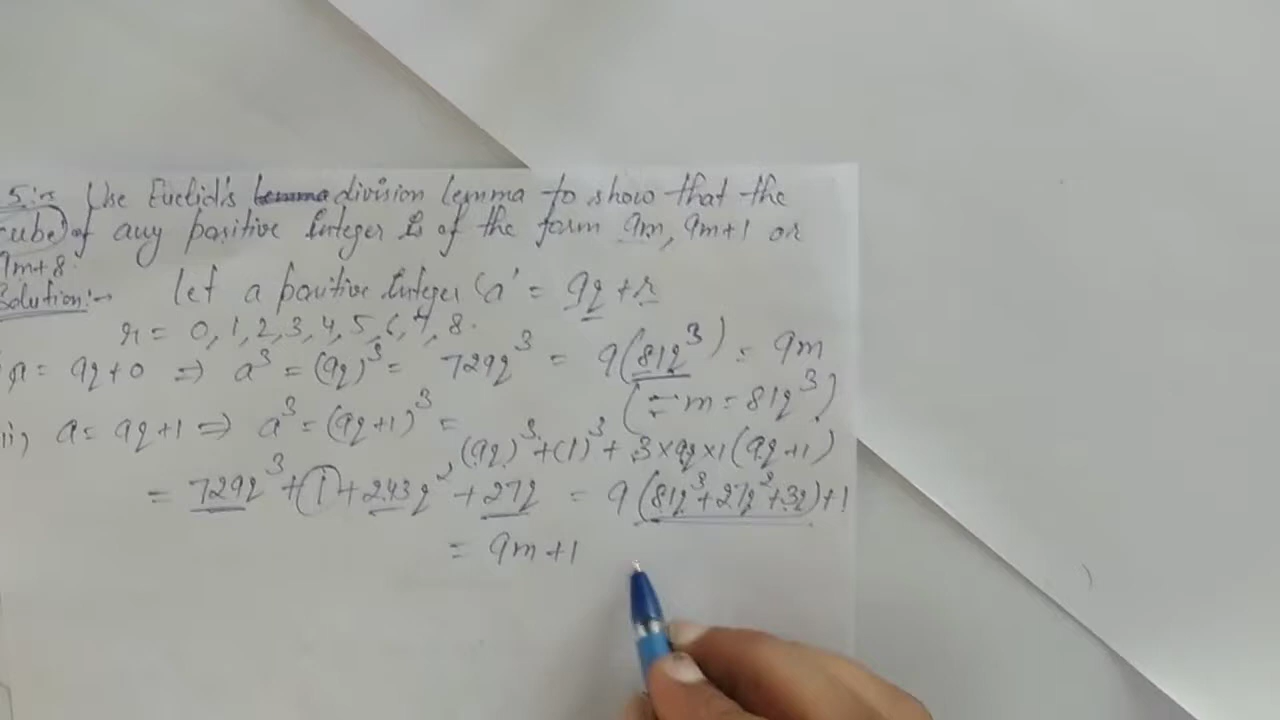 5:- Use Euclid's lemma division lemma to show that the
cube of any positive integer is of the form 9m, 9m+1 or
9m+8.
Solution:- let a positive integer 'a' = 9q + r
r = 0, 1, 2, 3, 4, 5, 6, 7, 8.
a = 9q+0 ⇒ a³ = (9q)³ = 729q³ = 9(81q³) = 9m
(∵ m = 81q³)
ii, a = 9q+1 ⇒ a³ = (9q+1)³ =
(9q)³ + (1)³ + 3×9q×1(9q+1)
= 729q³ + 1 + 243q² + 27q = 9(81q³+27q²+3q)+1
= 9m+1